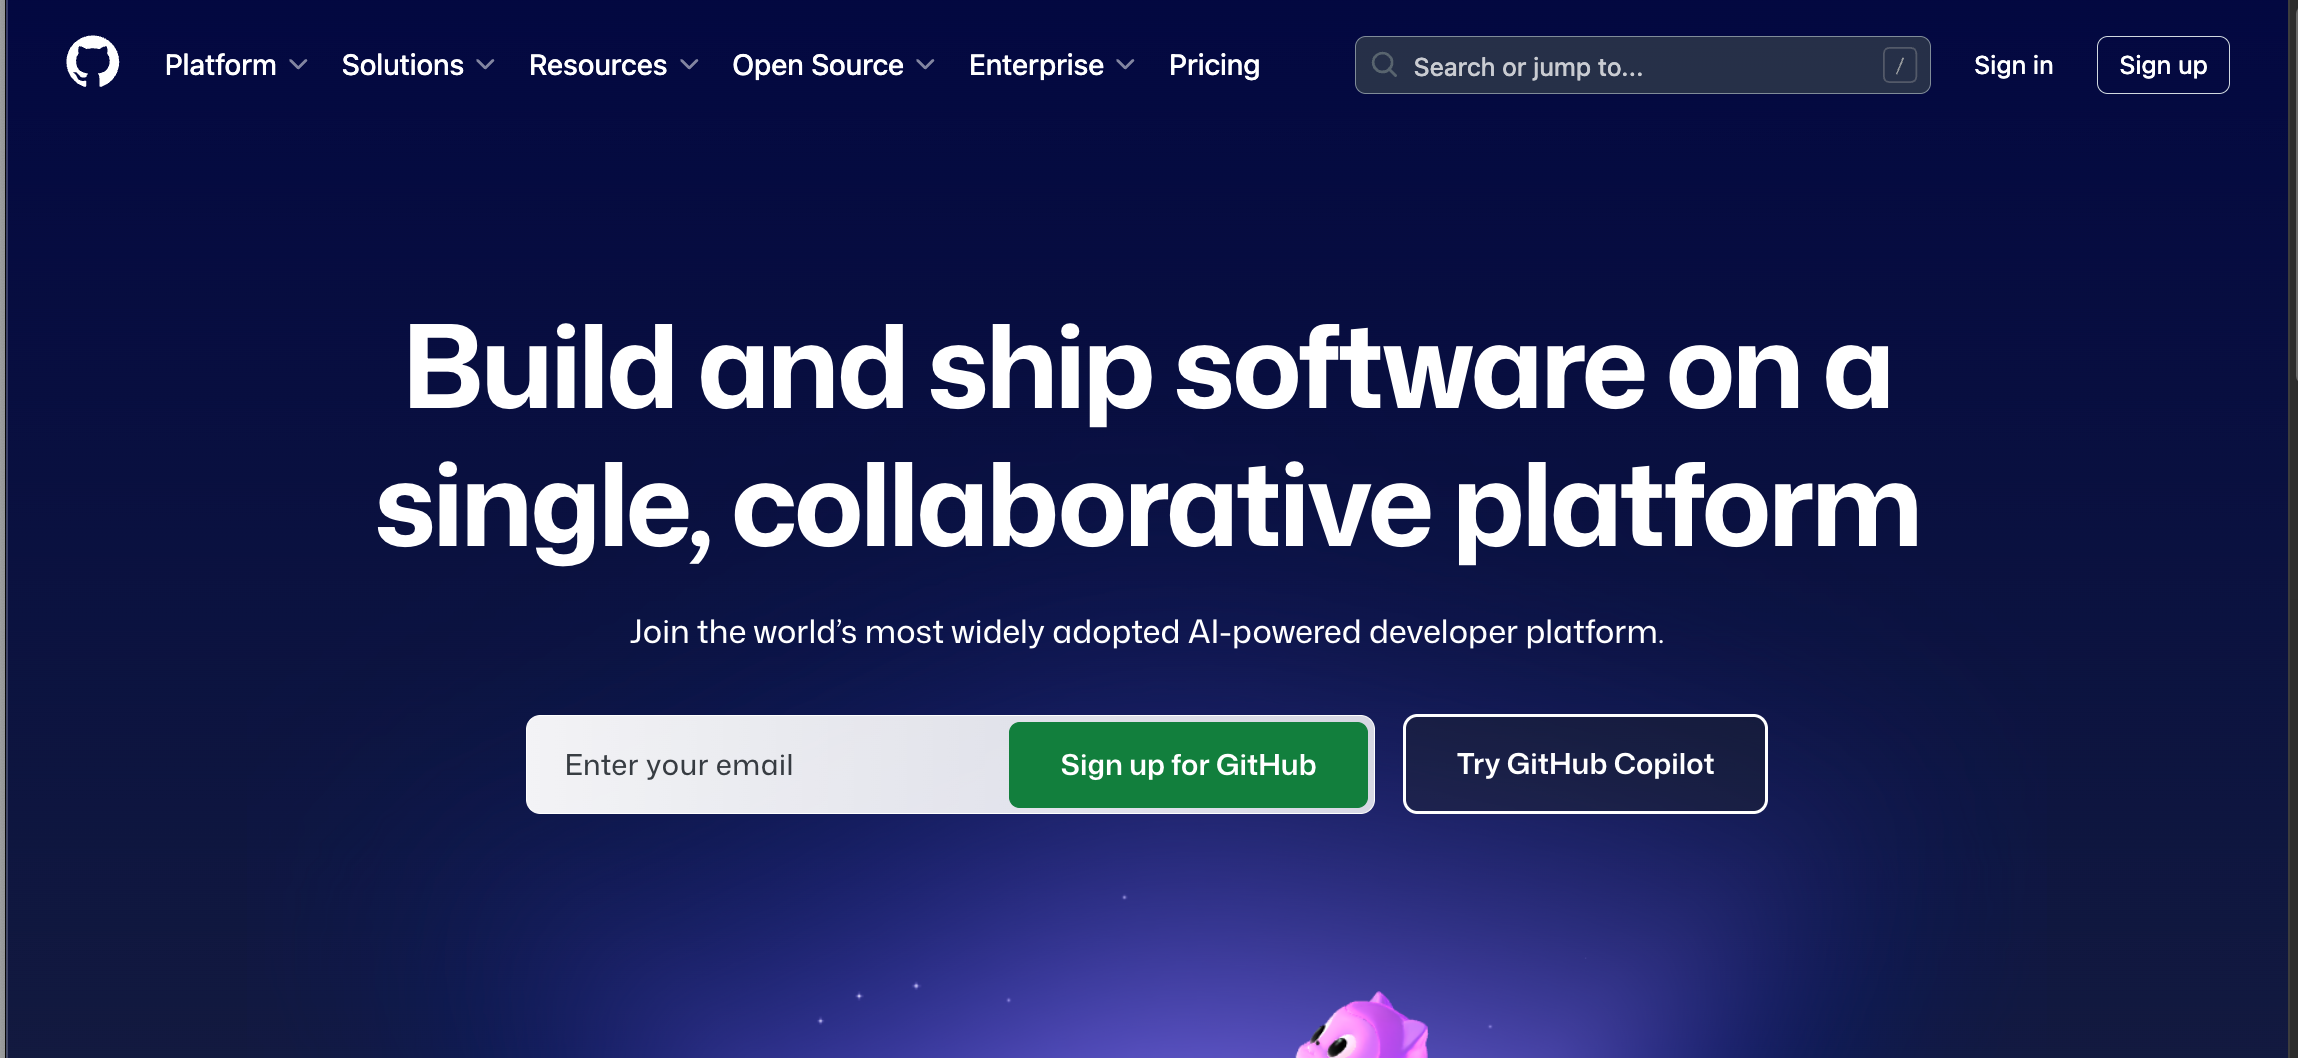 Platform Solutions Resources Open Source Enterprise Pricing Search or jump to... / Sign in Sign up
Build and ship software on a
single, collaborative platform
Join the world’s most widely adopted AI-powered developer platform.
Enter your email Sign up for GitHub Try GitHub Copilot